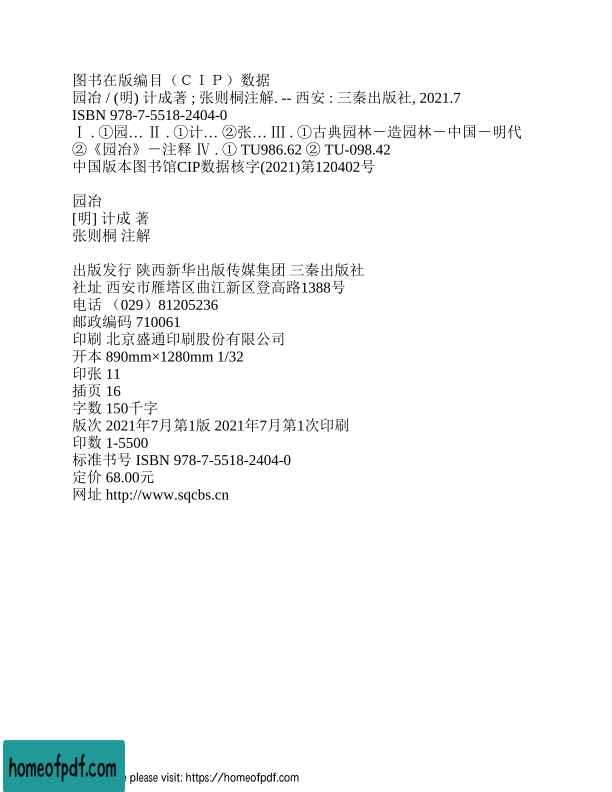 图书在版编目（ＣＩＰ）数据
园冶 / (明) 计成著 ; 张则桐注解. -- 西安 : 三秦出版社, 2021.7
ISBN 978-7-5518-2404-0
Ⅰ . ①园… Ⅱ . ①计… ②张… Ⅲ . ①古典园林－造园林－中国－明代
②《园冶》－注释 Ⅳ . ① TU986.62 ② TU-098.42
中国版本图书馆CIP数据核字(2021)第120402号
园冶
[明] 计成 著
张则桐 注解
出版发行 陕西新华出版传媒集团 三秦出版社
社址 西安市雁塔区曲江新区登高路1388号
电话 （029）81205236
邮政编码 710061
印刷 北京盛通印刷股份有限公司
开本 890mm×1280mm 1/32
印张 11
插页 16
字数 150千字
版次 2021年7月第1版 2021年7月第1次印刷
印数 1-5500
标准书号 ISBN 978-7-5518-2404-0
定价 68.00元
网址 http://www.sqcbs.cn
homeofpdf.com
please visit: https://homeofpdf.com